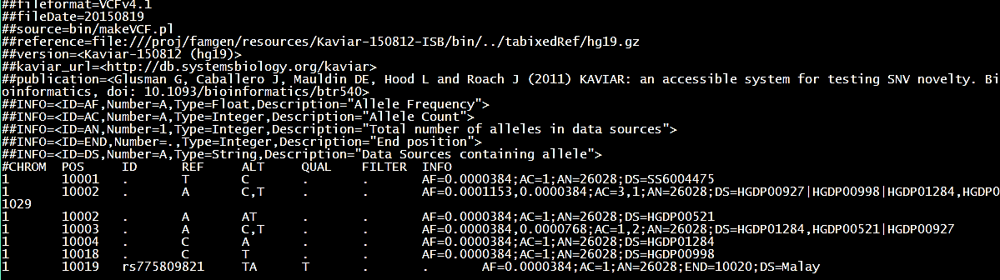 ##fileformat=VCFv4.1
##fileDate=20150819
##source=bin/makeVCF.pl
##reference=file:///proj/famgen/resources/Kaviar-150812-ISB/bin/../tabixedRef/hg19.gz
##version=<Kaviar-150812 (hg19)>
##kaviar_url=<http://db.systemsbiology.org/kaviar>
##publication=<Glusman G, Caballero J, Mauldin DE, Hood L and Roach J (2011) KAVIAR: an accessible system for testing SNV novelty. Bi
oinformatics, doi: 10.1093/bioinformatics/btr540>
##INFO=<ID=AF,Number=A,Type=Float,Description="Allele Frequency">
##INFO=<ID=AC,Number=A,Type=Integer,Description="Allele Count">
##INFO=<ID=AN,Number=1,Type=Integer,Description="Total number of alleles in data sources">
##INFO=<ID=END,Number=.,Type=Integer,Description="End position">
##INFO=<ID=DS,Number=A,Type=String,Description="Data Sources containing allele">
#CHROM POS ID REF ALT QUAL FILTER INFO
1 10001 . T C . . AF=0.0000384;AC=1;AN=26028;DS=SS6004475
1 10002 . A C,T . . AF=0.0001153,0.0000384;AC=3,1;AN=26028;DS=HGDP00927|HGDP00998|HGDP01284,HGDP0
1029
1 10002 . A AT . . AF=0.0000384;AC=1;AN=26028;DS=HGDP00521
1 10003 . A C,T . . AF=0.0000384,0.0000768;AC=1,2;AN=26028;DS=HGDP01284,HGDP00521|HGDP00927
1 10004 . C A . . AF=0.0000384;AC=1;AN=26028;DS=HGDP01284
1 10018 . C T . . AF=0.0000384;AC=1;AN=26028;DS=HGDP00998
1 10019 rs775809821 TA T . . AF=0.0000384;AC=1;AN=26028;END=10020;DS=Malay